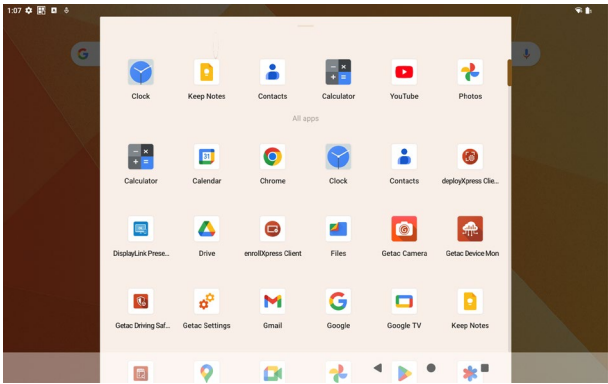 1:07
Clock Keep Notes Contacts Calculator YouTube Photos
All apps
Calculator Calendar Chrome Clock Contacts deployXpress Clie...
DisplayLink Prese... Drive enrollXpress Client Files Getac Camera Getac Device Mon
Getac Driving Saf... Getac Settings Gmail Google Google TV Keep Notes